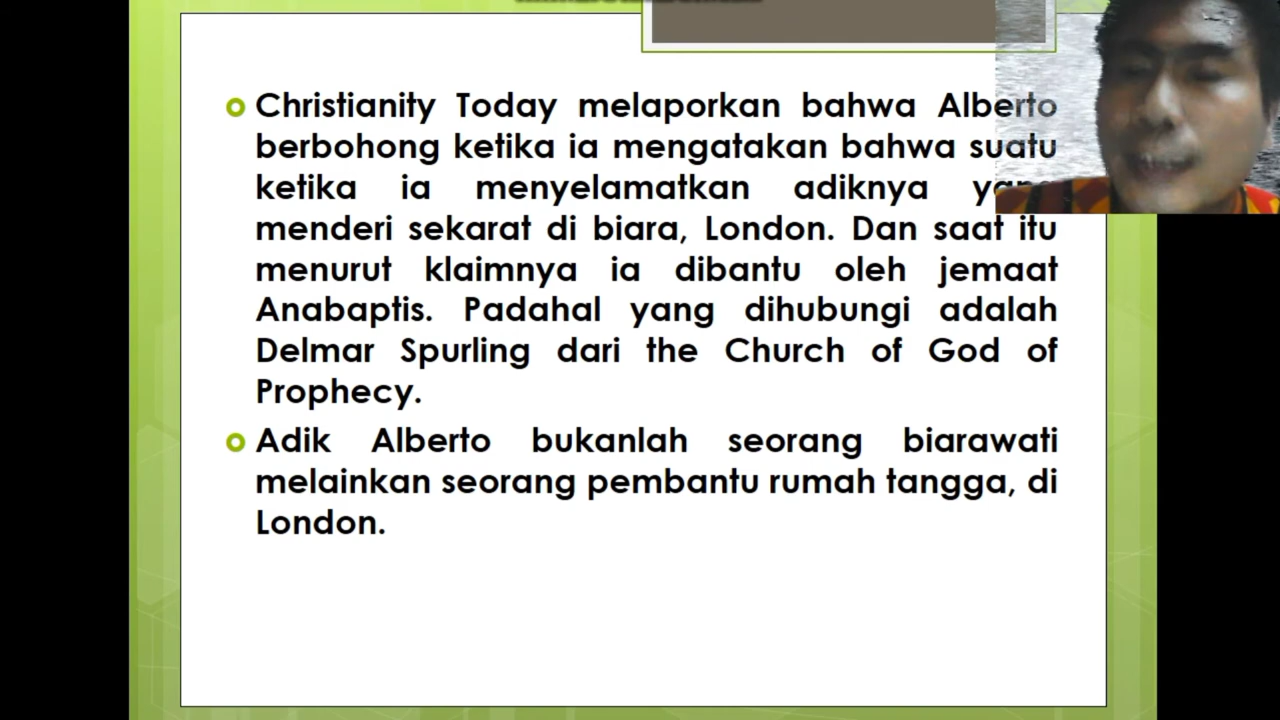 Christianity Today melaporkan bahwa Alberto
berbohong ketika ia mengatakan bahwa suatu
ketika ia menyelamatkan adiknya
menderi sekarat di biara, London. Dan saat itu
menurut klaimnya ia dibantu oleh jemaat
Anabaptis. Padahal yang dihubungi adalah
Delmar Spurling dari the Church of God of
Prophecy.
Adik Alberto bukanlah seorang biarawati
melainkan seorang pembantu rumah tangga, di
London.